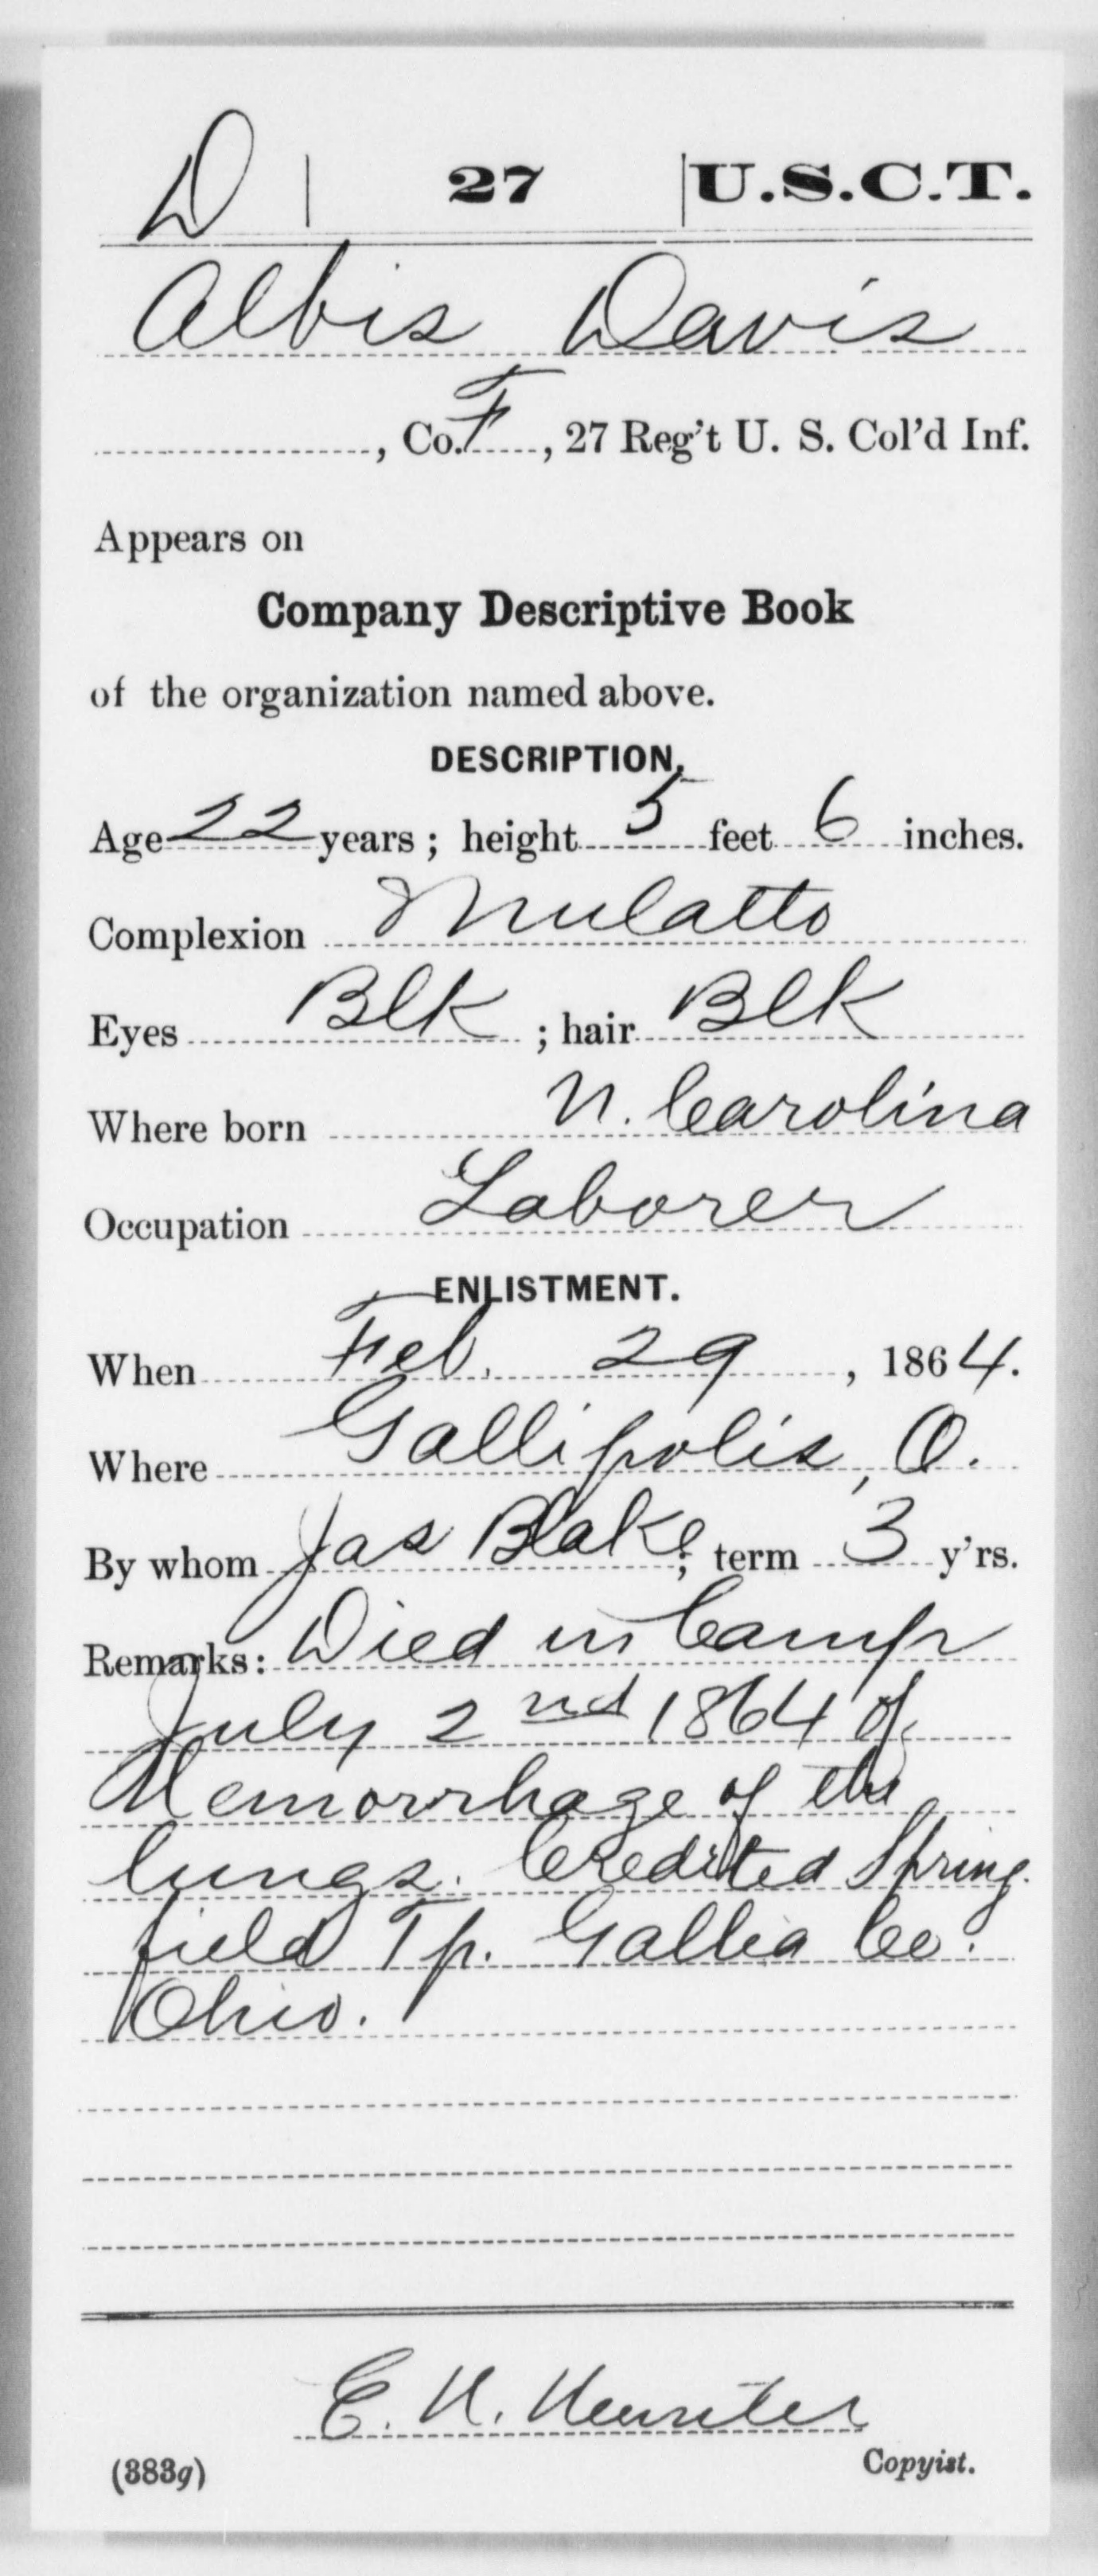 D | 27 | U.S.C.T.
Albis Davis
, Co. F, 27 Reg't U. S. Col'd Inf.
Appears on
Company Descriptive Book
of the organization named above.
DESCRIPTION.
Age 22 years; height 5 feet 6 inches.
Complexion Mulatto
Eyes Blk; hair Blk
Where born N. Carolina
Occupation Laborer
ENLISTMENT.
When Feb. 29, 1864.
Where Gallipolis, O.
By whom Jas Blake; term 3 y'rs.
Remarks: Died in Camp
July 2nd 1864 of
Hemorrhage of the
lungs. Credited Spring-
field Tp. Gallia Co.
Ohio.
(383g)
Copyist.